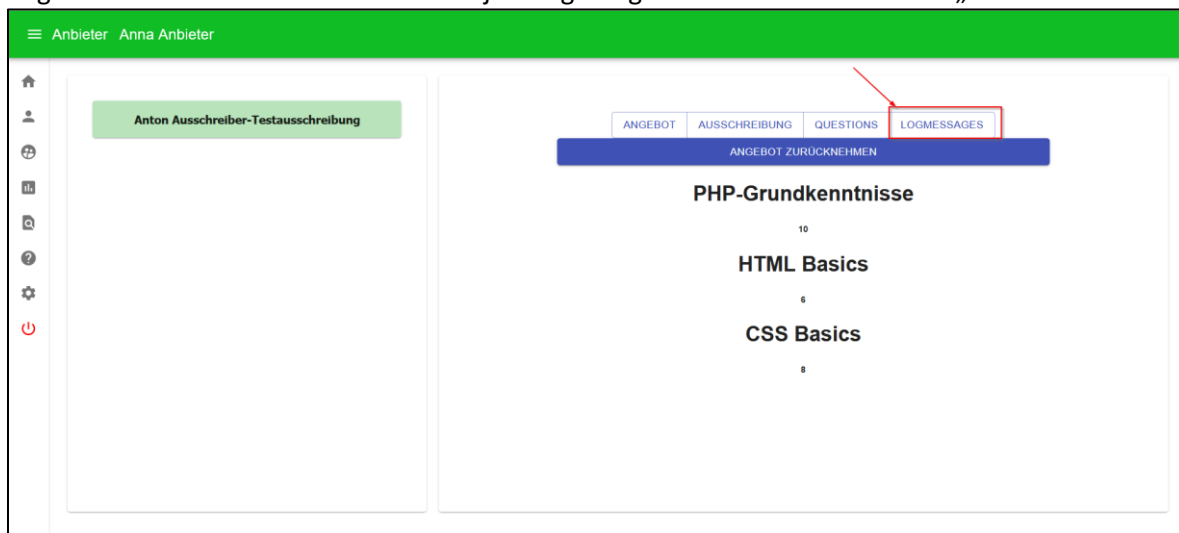 Anbieter Anna Anbieter
Anton Ausschreiber-Testausschreibung
ANGEBOT AUSSCHREIBUNG QUESTIONS LOGMESSAGES
ANGEBOT ZURÜCKNEHMEN
PHP-Grundkenntnisse
10
HTML Basics
6
CSS Basics
8